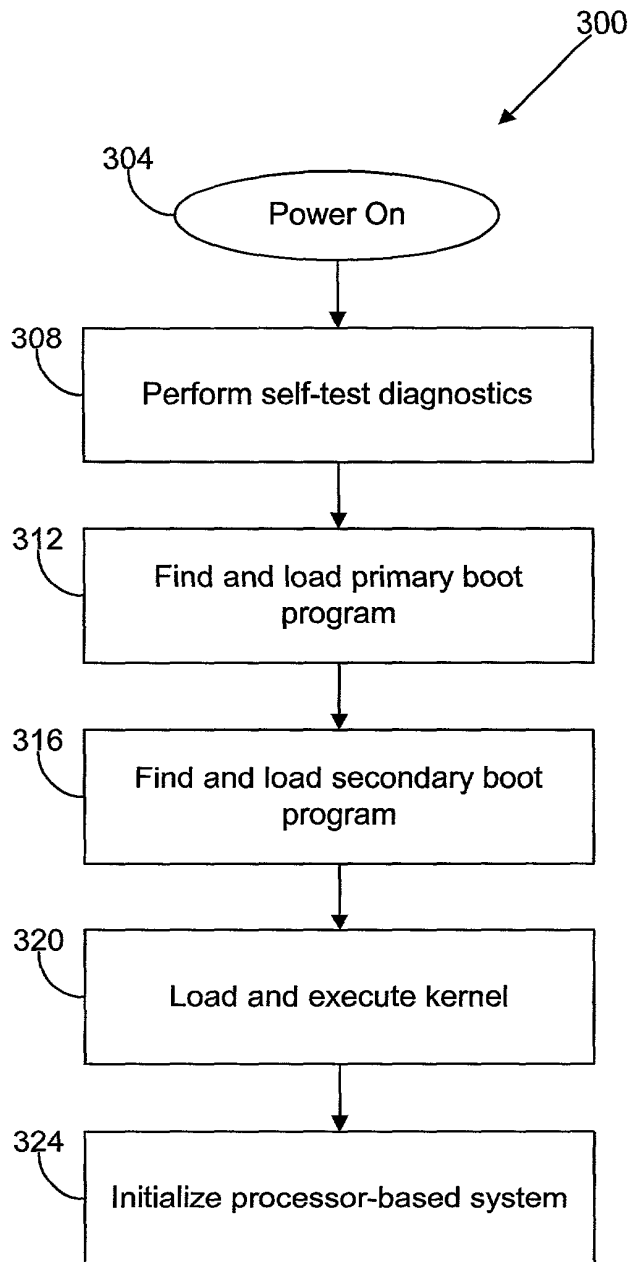 300
304
Power On
308
Perform self-test diagnostics
312
Find and load primary boot
program
316
Find and load secondary boot
program
320
Load and execute kernel
324
Initialize processor-based system